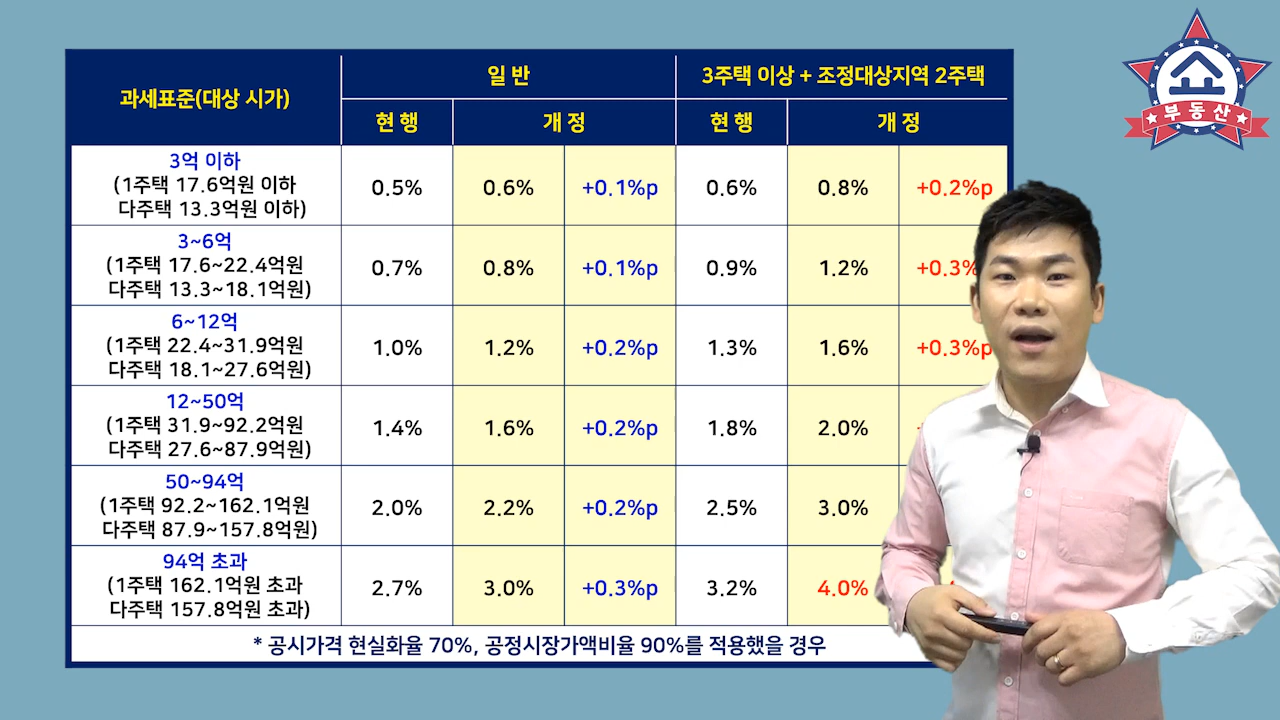 부동산
과세표준(대상 시가)
일 반
3주택 이상 + 조정대상지역 2주택
현 행
개 정
현 행
개 정
3억 이하
(1주택 17.6억원 이하
다주택 13.3억원 이하)
0.5%
0.6%
+0.1%p
0.6%
0.8%
+0.2%p
3~6억
(1주택 17.6~22.4억원
다주택 13.3~18.1억원)
0.7%
0.8%
+0.1%p
0.9%
1.2%
+0.3%
6~12억
(1주택 22.4~31.9억원
다주택 18.1~27.6억원)
1.0%
1.2%
+0.2%p
1.3%
1.6%
+0.3%p
12~50억
(1주택 31.9~92.2억원
다주택 27.6~87.9억원)
1.4%
1.6%
+0.2%p
1.8%
2.0%
50~94억
(1주택 92.2~162.1억원
다주택 87.9~157.8억원)
2.0%
2.2%
+0.2%p
2.5%
3.0%
94억 초과
(1주택 162.1억원 초과
다주택 157.8억원 초과)
2.7%
3.0%
+0.3%p
3.2%
4.0%
* 공시가격 현실화율 70%, 공정시장가액비율 90%를 적용했을 경우